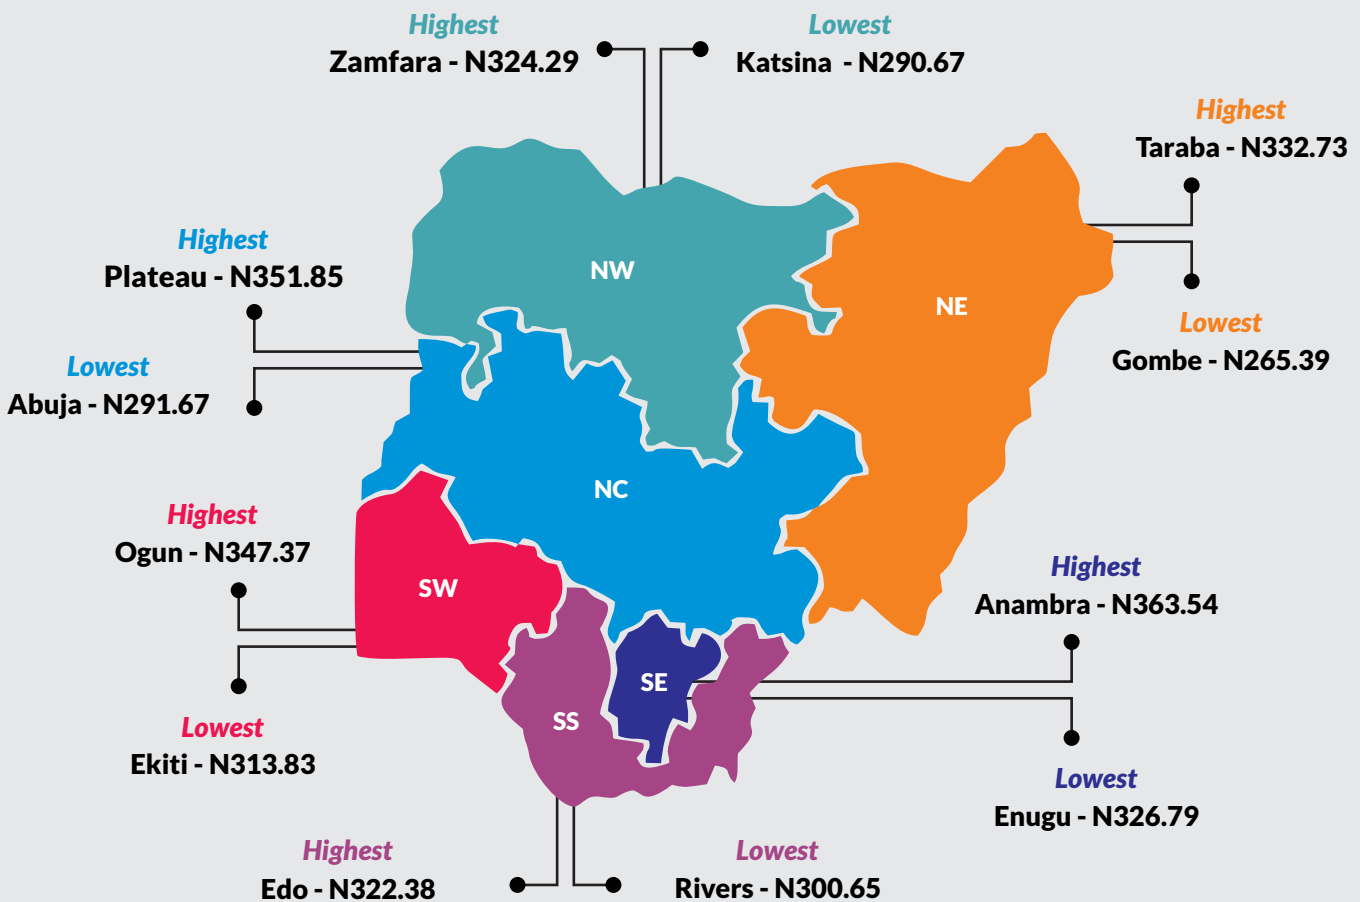 Highest
Zamfara - N324.29
Lowest
Katsina - N290.67
Highest
Taraba - N332.73
Highest
Plateau - N351.85
NW
NE
Lowest
Gombe - N265.39
Lowest
Abuja - N291.67
NC
Highest
Ogun - N347.37
SW
Highest
Anambra - N363.54
SE
SS
Lowest
Ekiti - N313.83
Lowest
Enugu - N326.79
Highest
Edo - N322.38
Lowest
Rivers - N300.65